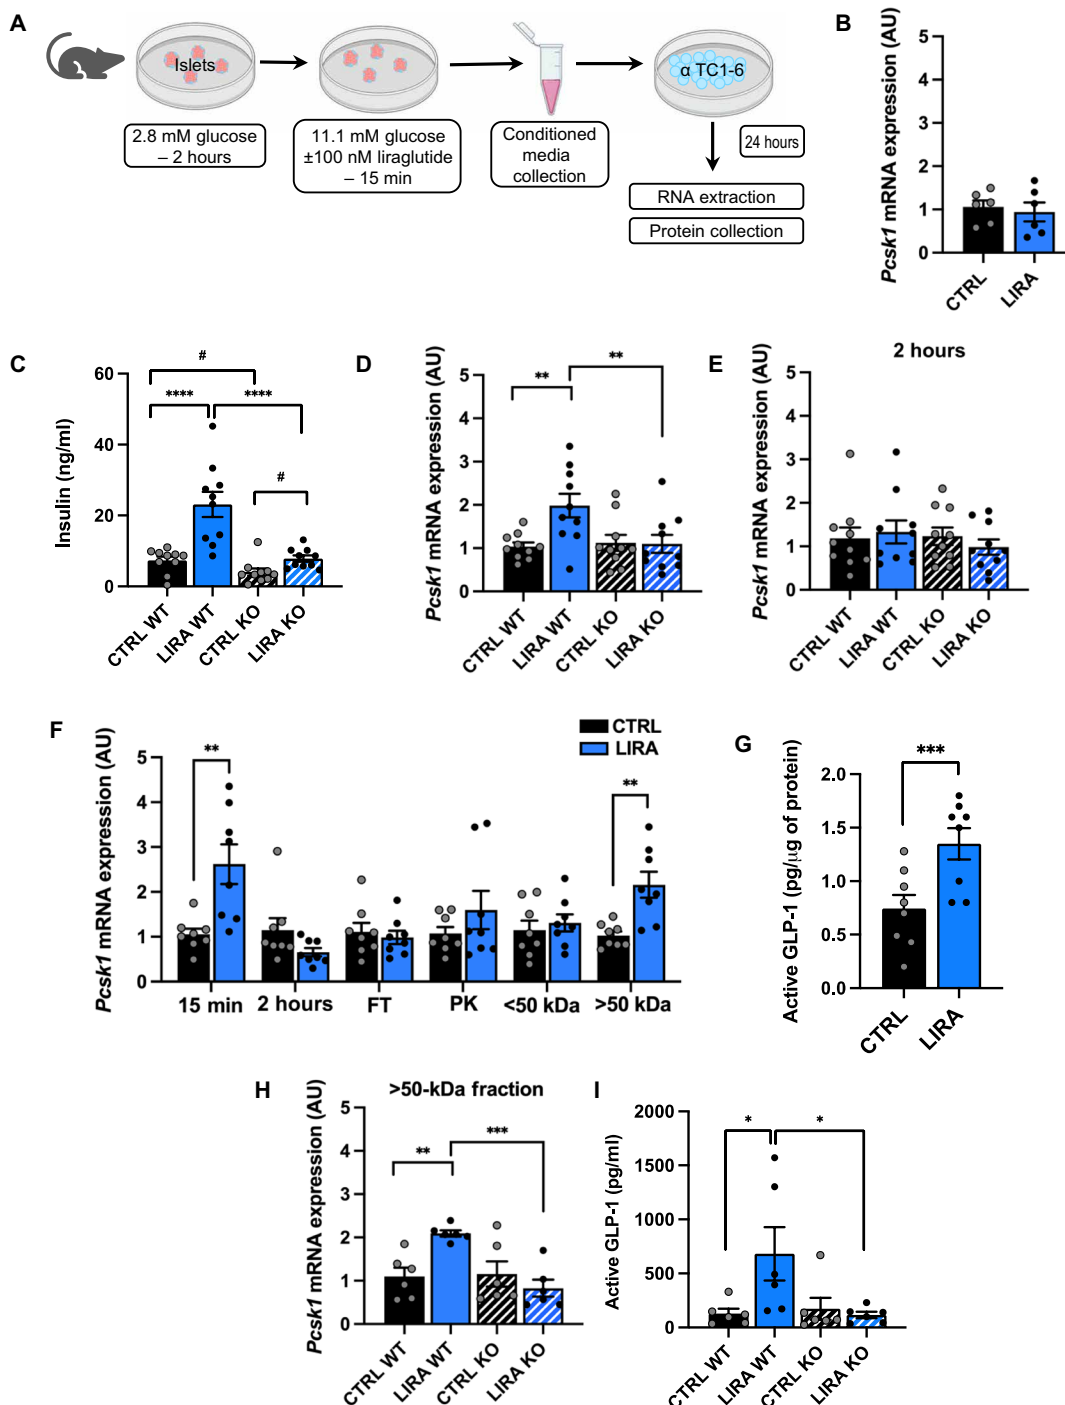 A
Islets
2.8 mM glucose
– 2 hours
11.1 mM glucose
±100 nM liraglutide
– 15 min
Conditioned
media
collection
α TC1-6
24 hours
RNA extraction
Protein collection
B
Pcsk1 mRNA expression (AU)
5
4
3
2
1
0
CTRL
LIRA
C
Insulin (ng/ml)
60
40
20
0
#
****
****
#
CTRL WT
LIRA WT
CTRL KO
LIRA KO
D
Pcsk1 mRNA expression (AU)
5
4
3
2
1
0
**
**
CTRL WT
LIRA WT
CTRL KO
LIRA KO
E
2 hours
Pcsk1 mRNA expression (AU)
5
4
3
2
1
0
CTRL WT
LIRA WT
CTRL KO
LIRA KO
F
CTRL
LIRA
Pcsk1 mRNA expression (AU)
5
4
3
2
1
0
**
**
15 min
2 hours
FT
PK
<50 kDa
>50 kDa
G
Active GLP-1 (pg/µg of protein)
2.0
1.5
1.0
0.5
0.0
***
CTRL
LIRA
H
>50-kDa fraction
Pcsk1 mRNA expression (AU)
5
4
3
2
1
0
**
***
CTRL WT
LIRA WT
CTRL KO
LIRA KO
I
Active GLP-1 (pg/ml)
2000
1500
1000
500
0
*
*
CTRL WT
LIRA WT
CTRL KO
LIRA KO